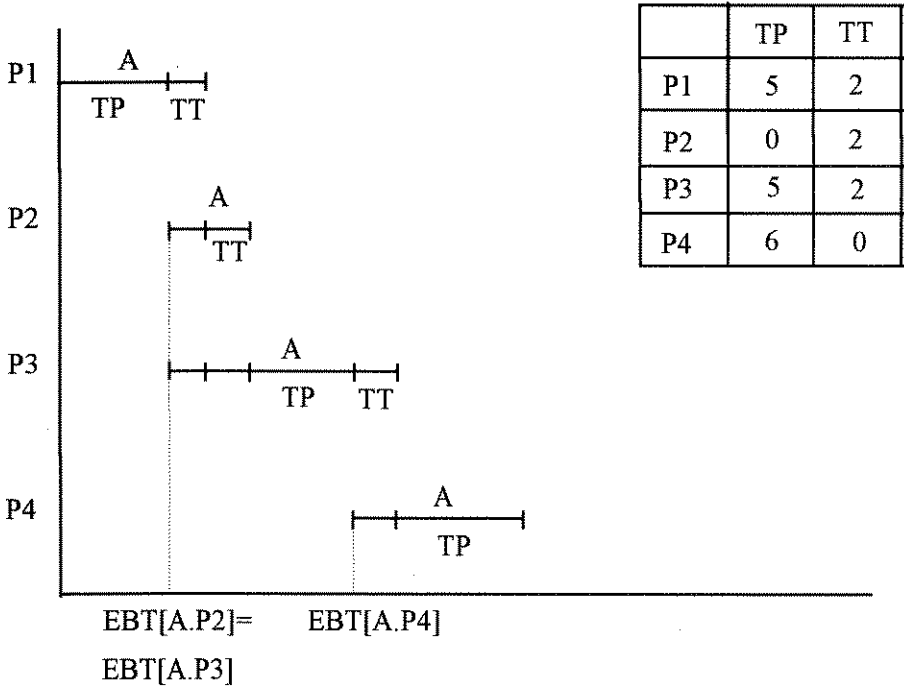 TP TT
P1 5 2
P2 0 2
P3 5 2
P4 6 0
P1 A
TP TT
P2 A
TT
P3 A
TP TT
P4 A
TP
EBT[A.P2]= EBT[A.P4]
EBT[A.P3]